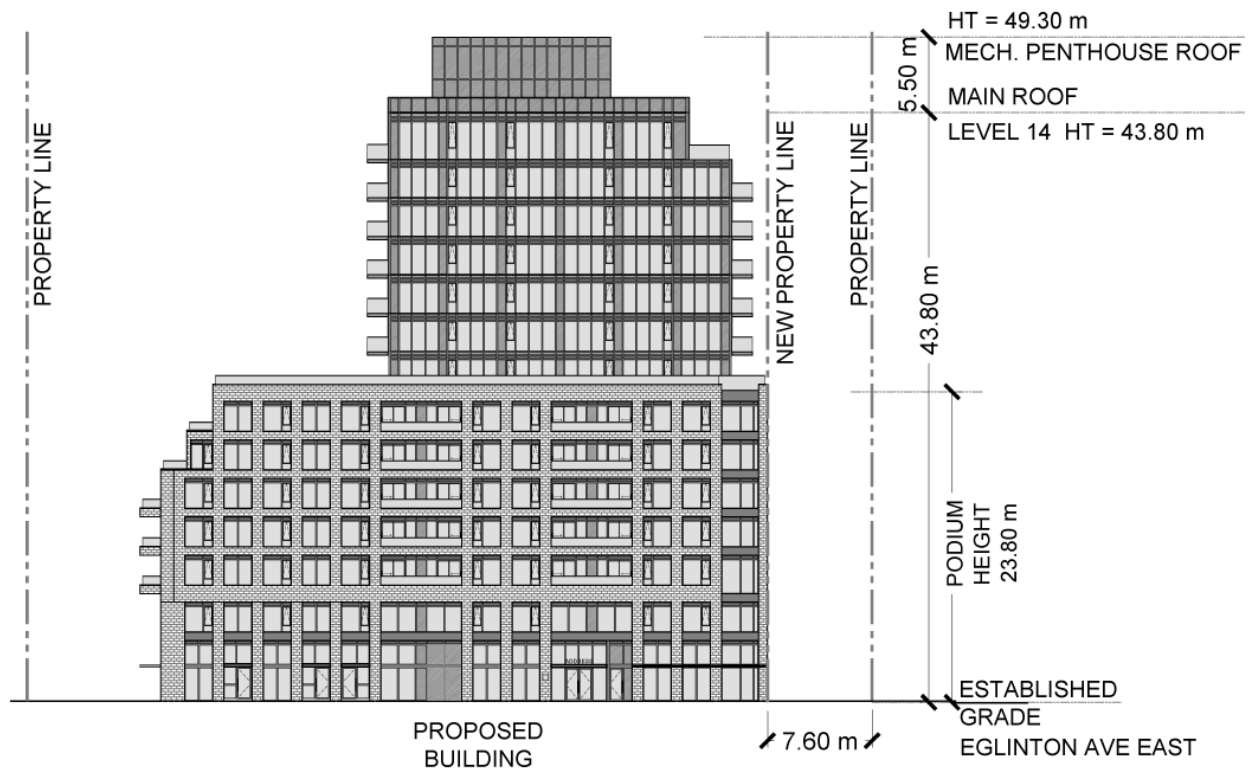 HT = 49.30 m
MECH. PENTHOUSE ROOF
5.50 m
MAIN ROOF
LEVEL 14 HT = 43.80 m
PROPERTY LINE
NEW PROPERTY LINE
PROPERTY LINE
43.80 m
PODIUM
HEIGHT
23.80 m
ADDRESS
ESTABLISHED
GRADE
EGLINTON AVE EAST
PROPOSED
BUILDING
7.60 m